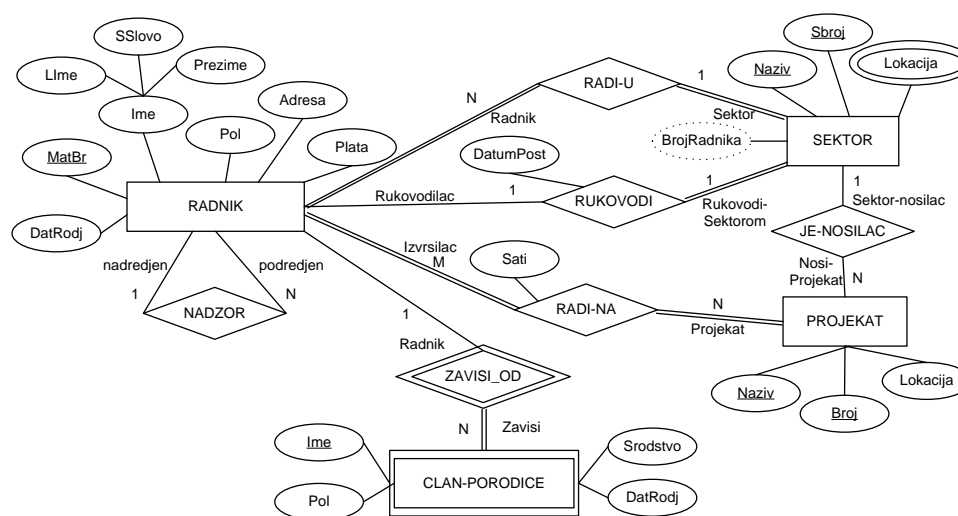 SSlovo
LIme
Prezime
Ime
Adresa
Pol
MatBr
Plata
RADNIK
DatRodj
nadredjen
podredjen
1
N
NADZOR
N
Radnik
RADI-U
1
Sektor
Sbroj
Naziv
Lokacija
BrojRadnika
SEKTOR
DatumPost
Rukovodilac
1
RUKOVODI
1
Rukovodi-
Sektorom
1
Sektor-nosilac
JE-NOSILAC
Nosi-
Projekat
N
Izvrsilac
M
Sati
RADI-NA
N
Projekat
PROJEKAT
Naziv
Broj
Lokacija
1
Radnik
ZAVISI_OD
N
Zavisi
Ime
Pol
CLAN-PORODICE
Srodstvo
DatRodj